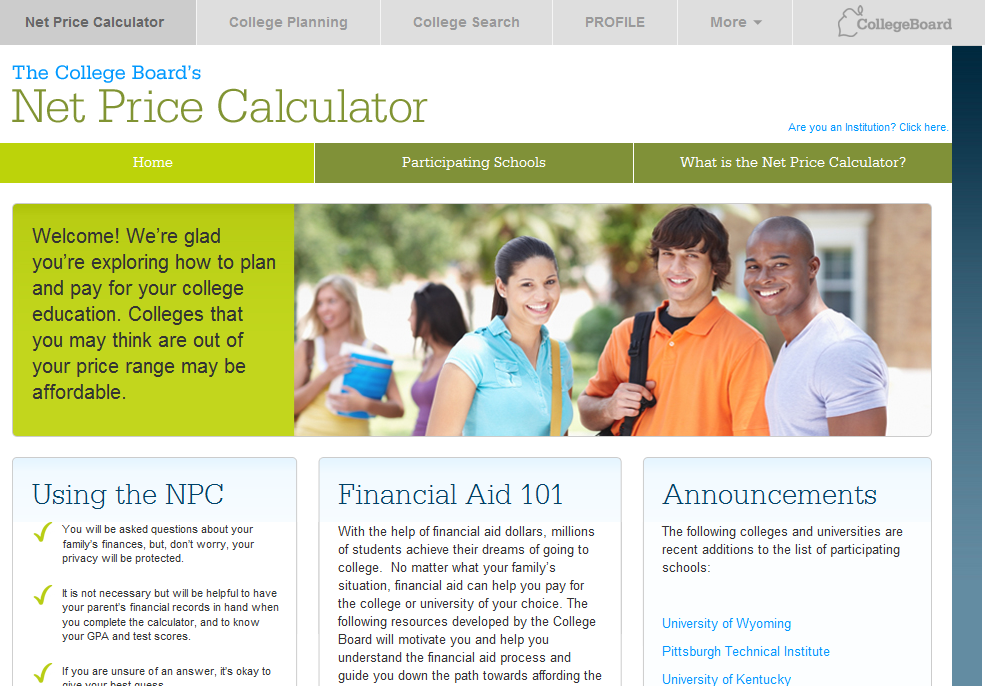 Net Price Calculator
College Planning
College Search
PROFILE
More
CollegeBoard
The College Board's
Net Price Calculator
Are you an Institution? Click here.
Home
Participating Schools
What is the Net Price Calculator?
Welcome! We're glad
you're exploring how to plan
and pay for your college
education. Colleges that
you may think are out of
your price range may be
affordable.
Using the NPC
You will be asked questions about your
family's finances, but, don't worry, your
privacy will be protected.
It is not necessary but will be helpful to have
your parent's financial records in hand when
you complete the calculator, and to know
your GPA and test scores.
If you are unsure of an answer, it's okay to
give your best guess.
Financial Aid 101
With the help of financial aid dollars, millions
of students achieve their dreams of going to
college.  No matter what your family's
situation, financial aid can help you pay for
the college or university of your choice. The
following resources developed by the College
Board will motivate you and help you
understand the financial aid process and
guide you down the path towards affording the
Announcements
The following colleges and universities are
recent additions to the list of participating
schools:
University of Wyoming
Pittsburgh Technical Institute
University of Kentucky